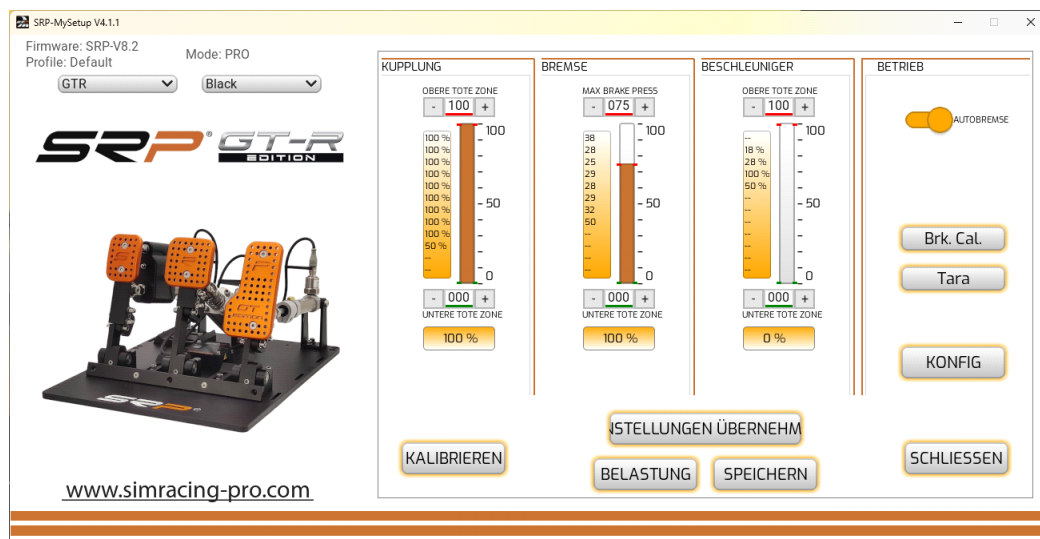 SRP-MySetup V4.1.1
Firmware: SRP-V8.2
Profile: Default
Mode: PRO
GTR
Black
SRP GT-R
EDITION
SRP
www.simracing-pro.com
KUPPLUNG
OBERE TOTE ZONE
- 100 +
100 %
100 %
100 %
100 %
100 %
100 %
100 %
100 %
100 %
50 %
--
--
100
50
0
- 000 +
UNTERE TOTE ZONE
100 %
BREMSE
MAX BRAKE PRESS
- 075 +
38
28
25
29
28
29
32
50
--
--
--
--
100
50
0
- 000 +
UNTERE TOTE ZONE
100 %
BESCHLEUNIGER
OBERE TOTE ZONE
- 100 +
--
18 %
28 %
100 %
50 %
--
--
--
--
--
--
--
100
50
0
- 000 +
UNTERE TOTE ZONE
0 %
BETRIEB
AUTOBREMSE
Brk. Cal.
Tara
KONFIG
NSTELLUNGEN ÜBERNEHM
KALIBRIEREN
BELASTUNG
SPEICHERN
SCHLIESSEN